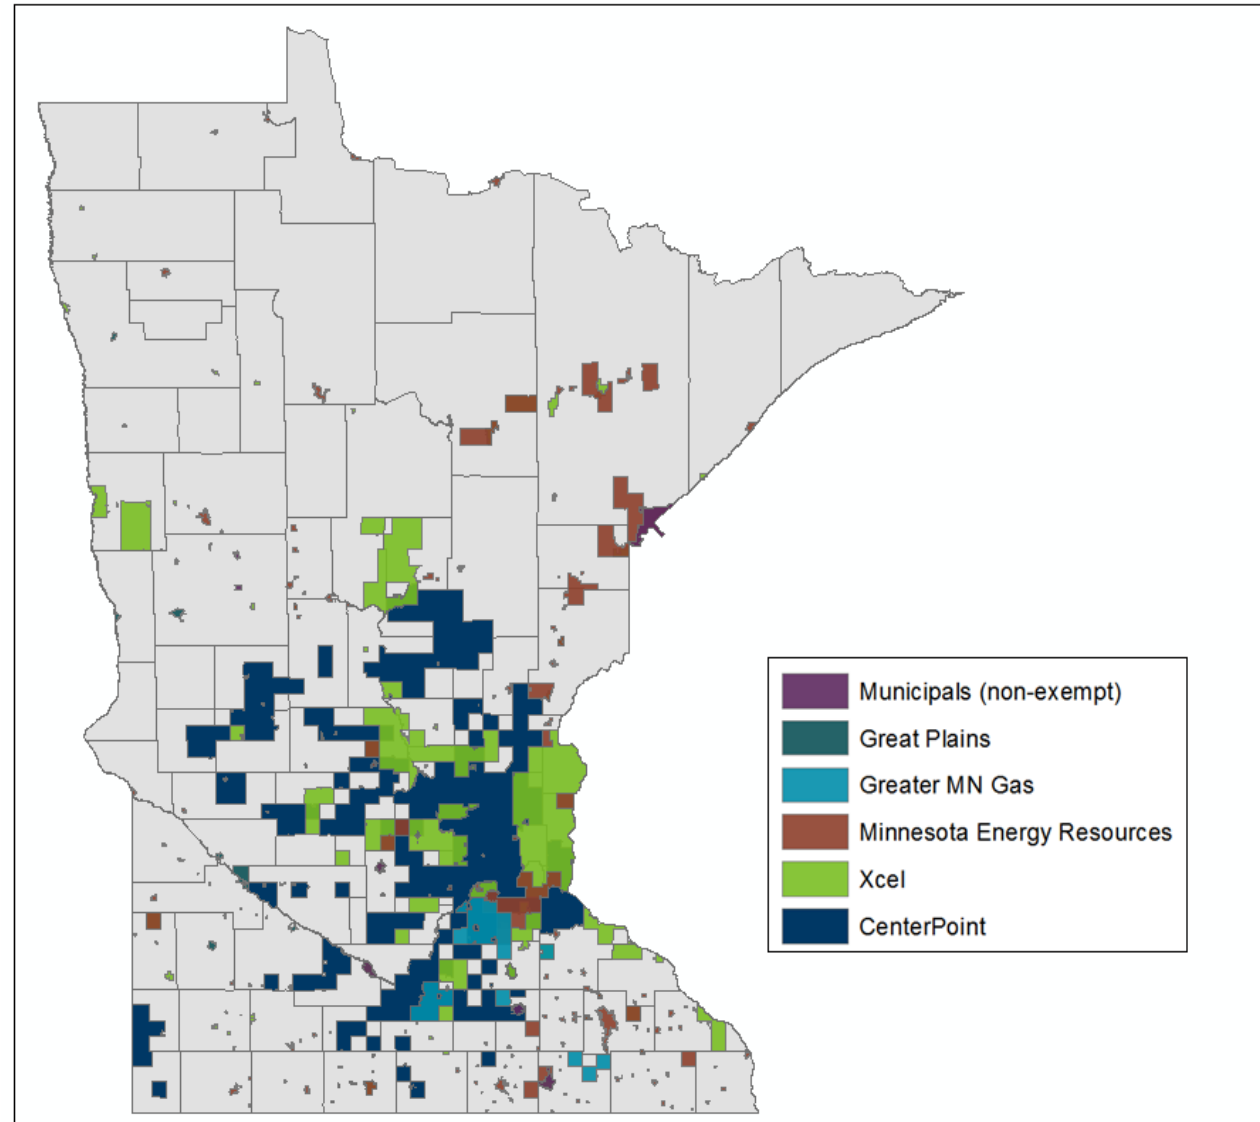 Municipals (non-exempt)
Great Plains
Greater MN Gas
Minnesota Energy Resources
Xcel
CenterPoint